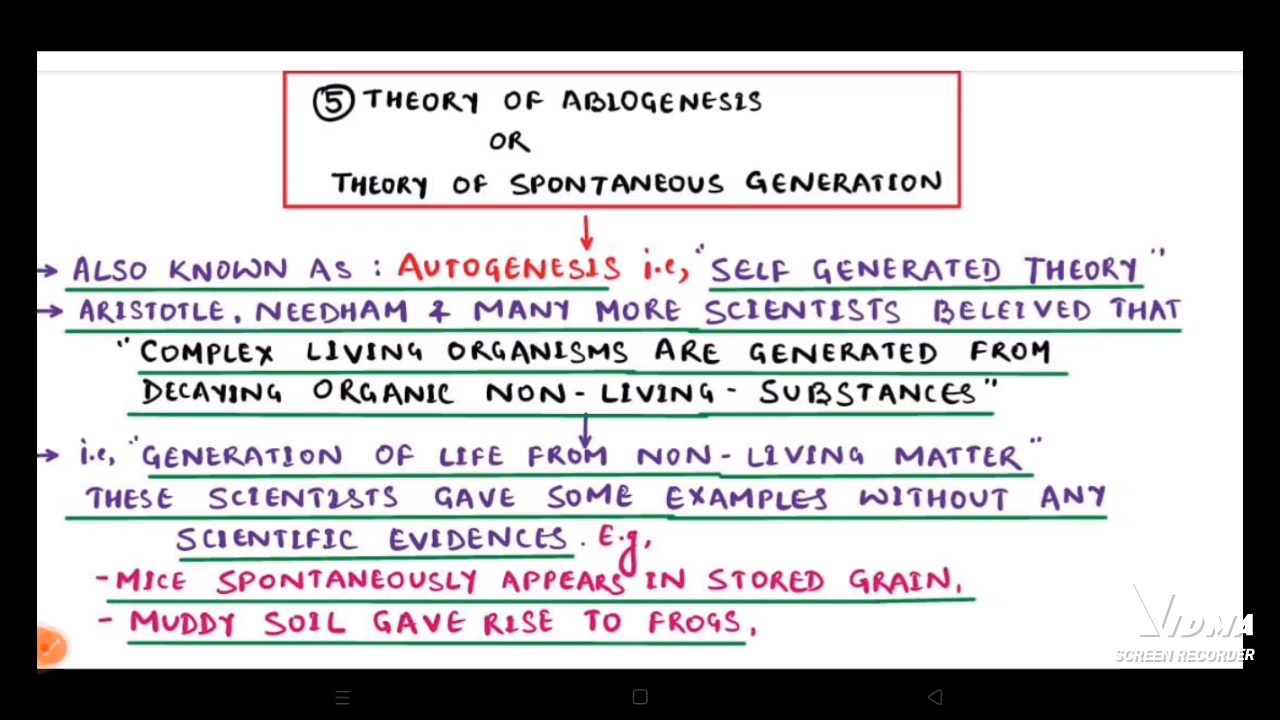 ⑤ THEORY OF ABIOGENESIS
OR
THEORY OF SPONTANEOUS GENERATION
→ ALSO KNOWN AS : AUTOGENESIS i.e, "SELF GENERATED THEORY"
→ ARISTOTLE, NEEDHAM & MANY MORE SCIENTISTS BELEIVED THAT
"COMPLEX LIVING ORGANISMS ARE GENERATED FROM
DECAYING ORGANIC NON-LIVING-SUBSTANCES"
→ i.e, "GENERATION OF LIFE FROM NON-LIVING MATTER"
THESE SCIENTISTS GAVE SOME EXAMPLES WITHOUT ANY
SCIENTIFIC EVIDENCES. E.g,
- MICE SPONTANEOUSLY APPEARS IN STORED GRAIN,
- MUDDY SOIL GAVE RISE TO FROGS,
VIDMA
SCREEN RECORDER